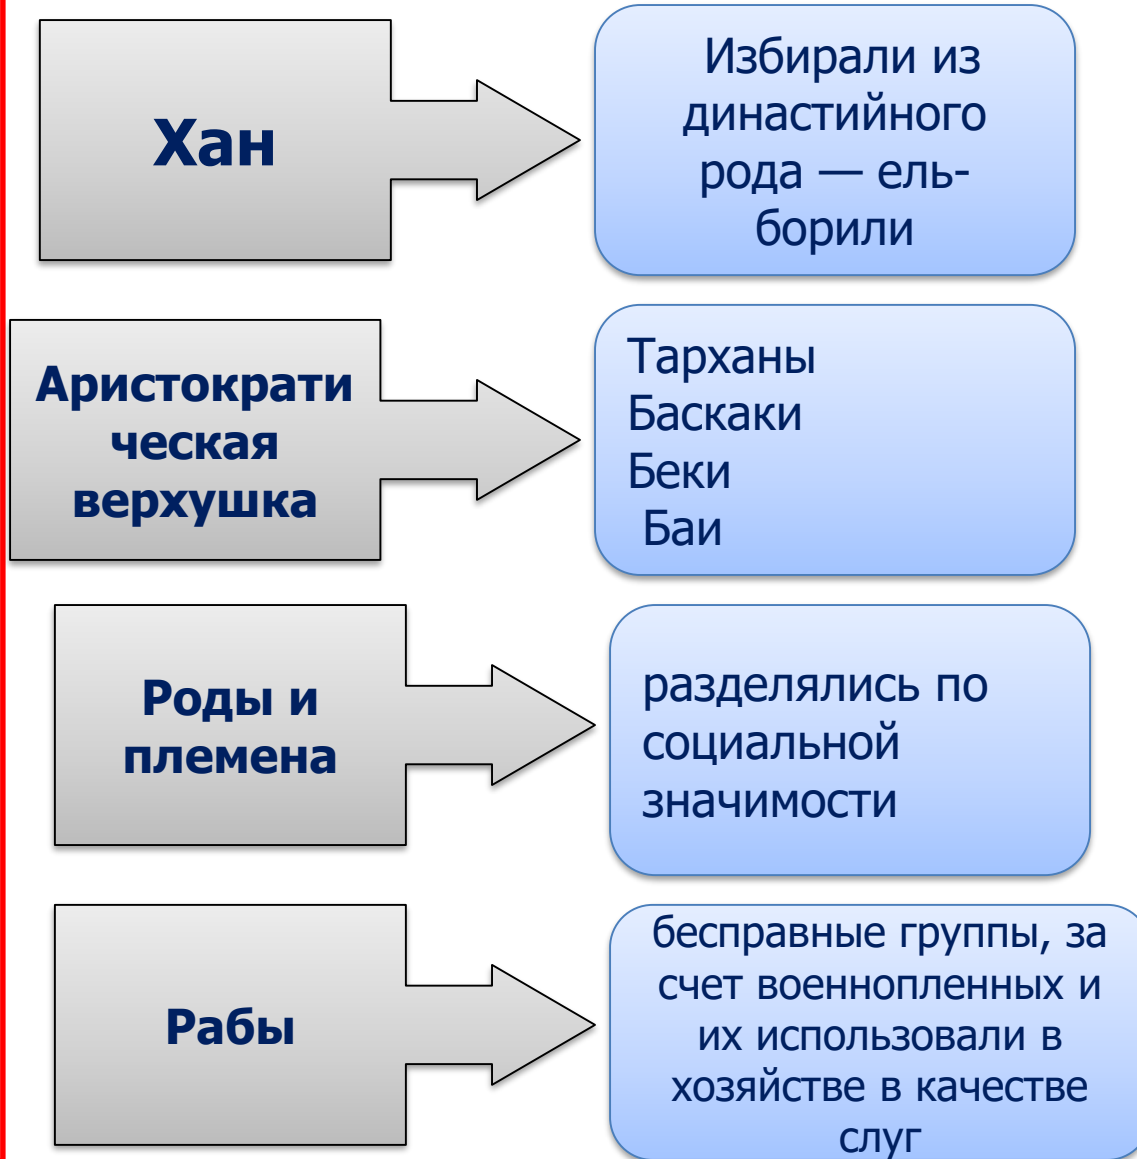 Хан
Избирали из
династийного
рода — ель-
борили
Аристократи
ческая
верхушка
Тарханы
Баскаки
Беки
Баи
Роды и
племена
разделялись по
социальной
значимости
Рабы
бесправные группы, за
счет военнопленных и
их использовали в
хозяйстве в качестве
слуг